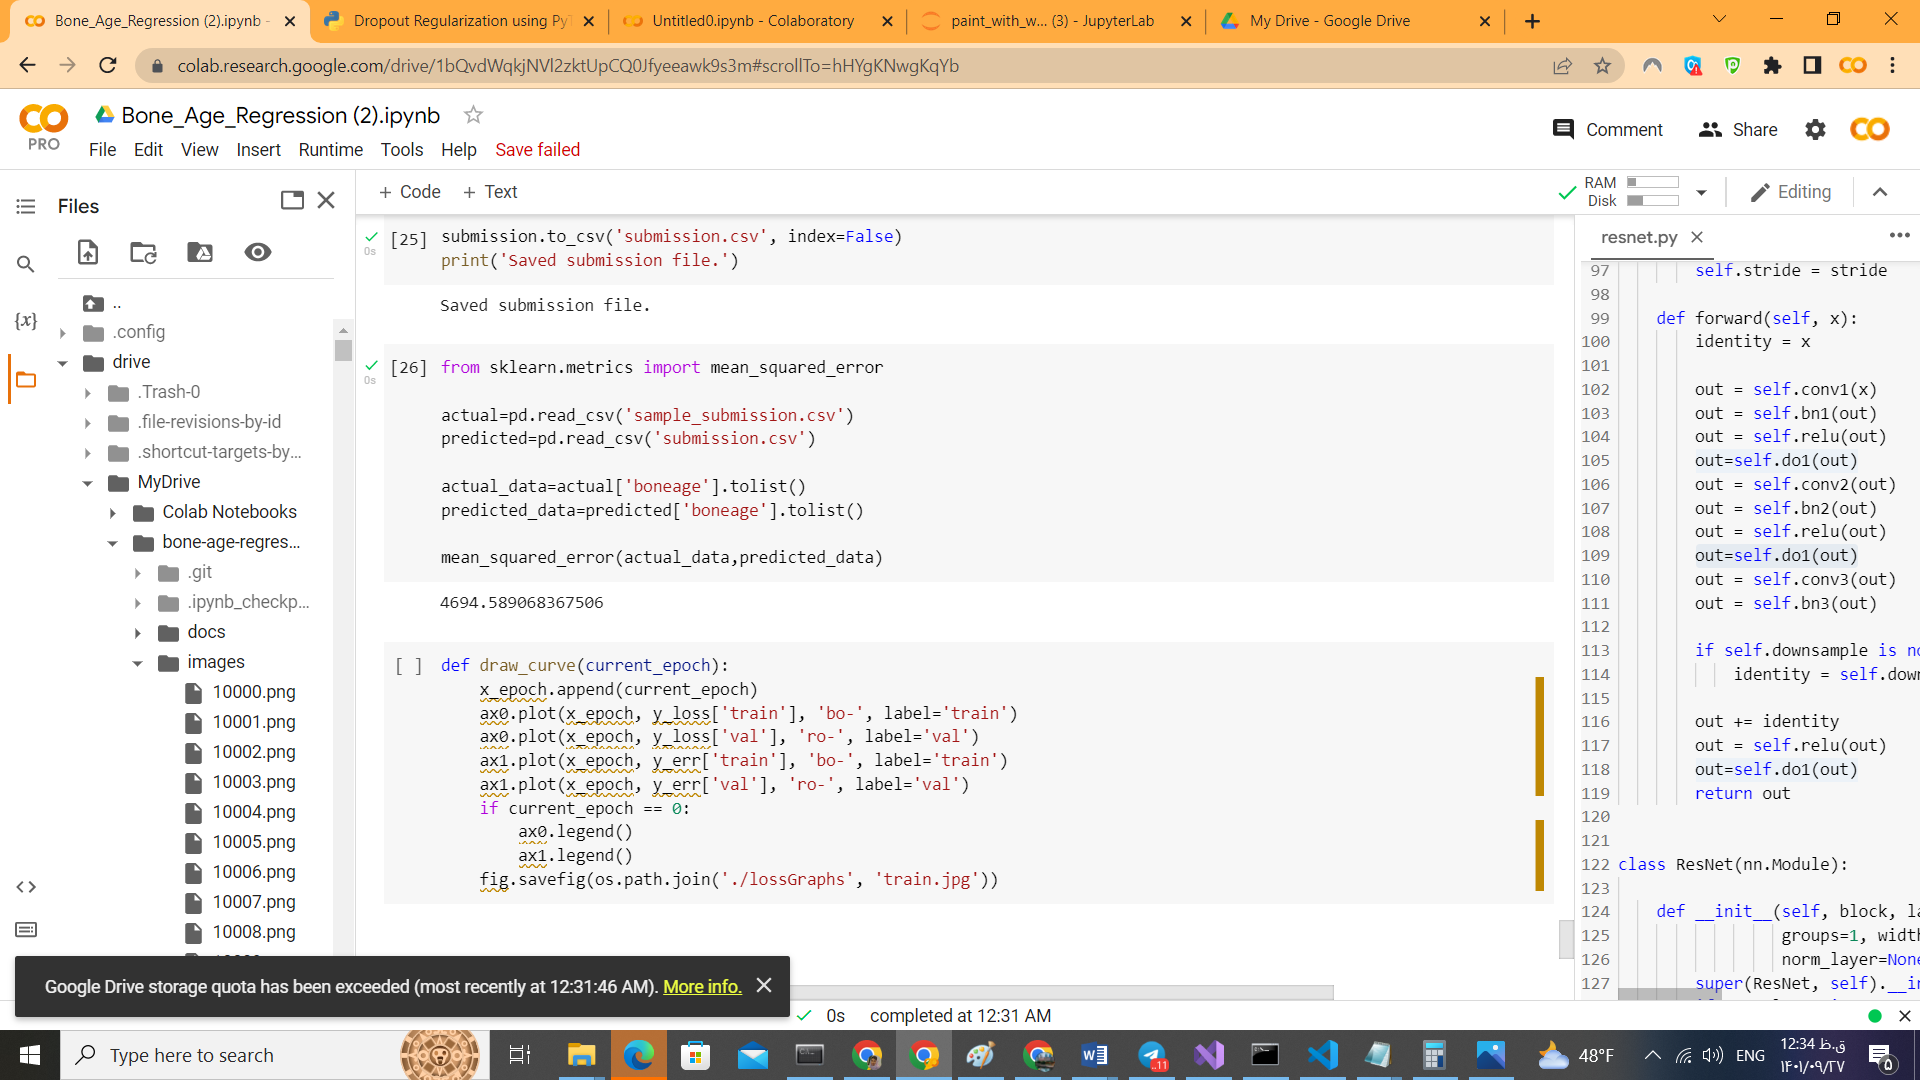 Bone_Age_Regression (2).ipynb -
Dropout Regularization using PyT
Untitled0.ipynb - Colaboratory
paint_with_w... (3) - JupyterLab
My Drive - Google Drive
colab.research.google.com/drive/1bQvdWqkjNVl2zktUpCQ0Jfyeeawk9s3m#scrollTo=hHYgKNwgKqYb
PRO
Bone_Age_Regression (2).ipynb
File Edit View Insert Runtime Tools Help Save failed
Comment
Share
Files
+ Code + Text
RAM
Disk
Editing
..
.config
drive
.Trash-0
.file-revisions-by-id
.shortcut-targets-by...
MyDrive
Colab Notebooks
bone-age-regres...
.git
.ipynb_checkp...
docs
images
10000.png
10001.png
10002.png
10003.png
10004.png
10005.png
10006.png
10007.png
10008.png
0s
[25] submission.to_csv('submission.csv', index=False)
print('Saved submission file.')
Saved submission file.
0s
[26] from sklearn.metrics import mean_squared_error
actual=pd.read_csv('sample_submission.csv')
predicted=pd.read_csv('submission.csv')
actual_data=actual['boneage'].tolist()
predicted_data=predicted['boneage'].tolist()
mean_squared_error(actual_data,predicted_data)
4694.589068367506
[ ] def draw_curve(current_epoch):
x_epoch.append(current_epoch)
ax0.plot(x_epoch, y_loss['train'], 'bo-', label='train')
ax0.plot(x_epoch, y_loss['val'], 'ro-', label='val')
ax1.plot(x_epoch, y_err['train'], 'bo-', label='train')
ax1.plot(x_epoch, y_err['val'], 'ro-', label='val')
if current_epoch == 0:
ax0.legend()
ax1.legend()
fig.savefig(os.path.join('./lossGraphs', 'train.jpg'))
resnet.py
97 self.stride = stride
98
99 def forward(self, x):
100 identity = x
101
102 out = self.conv1(x)
103 out = self.bn1(out)
104 out = self.relu(out)
105 out=self.do1(out)
106 out = self.conv2(out)
107 out = self.bn2(out)
108 out = self.relu(out)
109 out=self.do1(out)
110 out = self.conv3(out)
111 out = self.bn3(out)
112
113 if self.downsample is no
114 identity = self.down
115
116 out += identity
117 out = self.relu(out)
118 out=self.do1(out)
119 return out
120
121
122 class ResNet(nn.Module):
123
124 def __init__(self, block, la
125 groups=1, width
126 norm_layer=None
127 super(ResNet, self).__in
Google Drive storage quota has been exceeded (most recently at 12:31:46 AM). More info.
0s completed at 12:31 AM
Type here to search
..11
48°F
ENG
12:34 ق.ظ
۱۴۰۱/۰۹/۲۷
۵